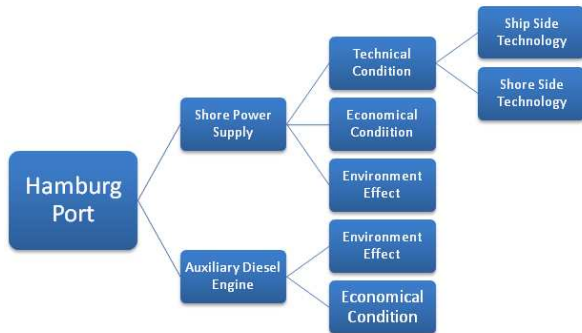 Hamburg
Port
Shore Power
Supply
Auxiliary Diesel
Engine
Technical
Condition
Economical
Condiition
Environment
Effect
Environment
Effect
Economical
Condition
Ship Side
Technology
Shore Side
Technology